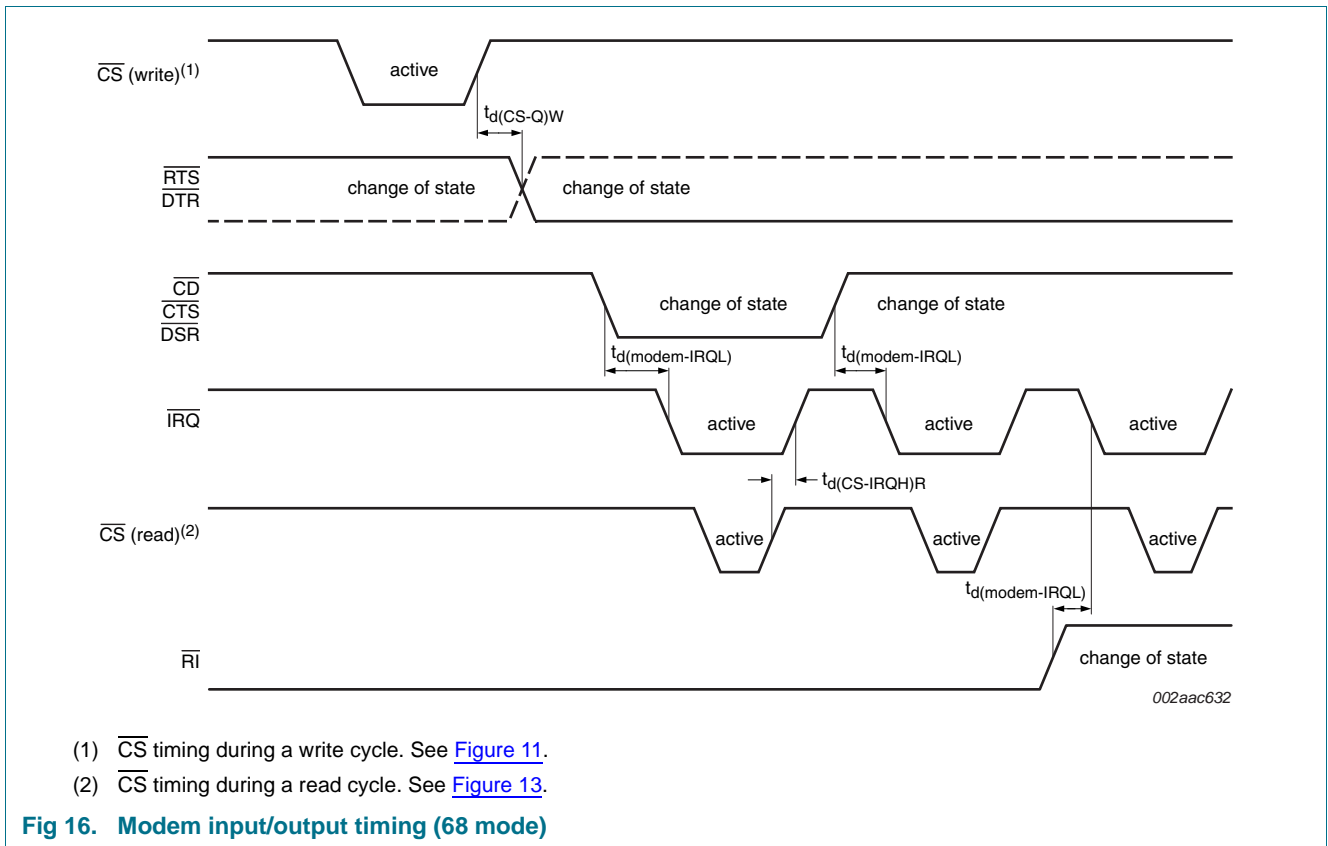 CS (write)(1)
active
td(CS-Q)W
RTS
DTR
change of state
change of state
CD
CTS
DSR
change of state
change of state
td(modem-IRQL)
td(modem-IRQL)
IRQ
active
active
active
td(CS-IRQH)R
CS (read)(2)
active
active
active
td(modem-IRQL)
RI
change of state
002aac632
(1) CS timing during a write cycle. See Figure 11.
(2) CS timing during a read cycle. See Figure 13.
Fig 16. Modem input/output timing (68 mode)